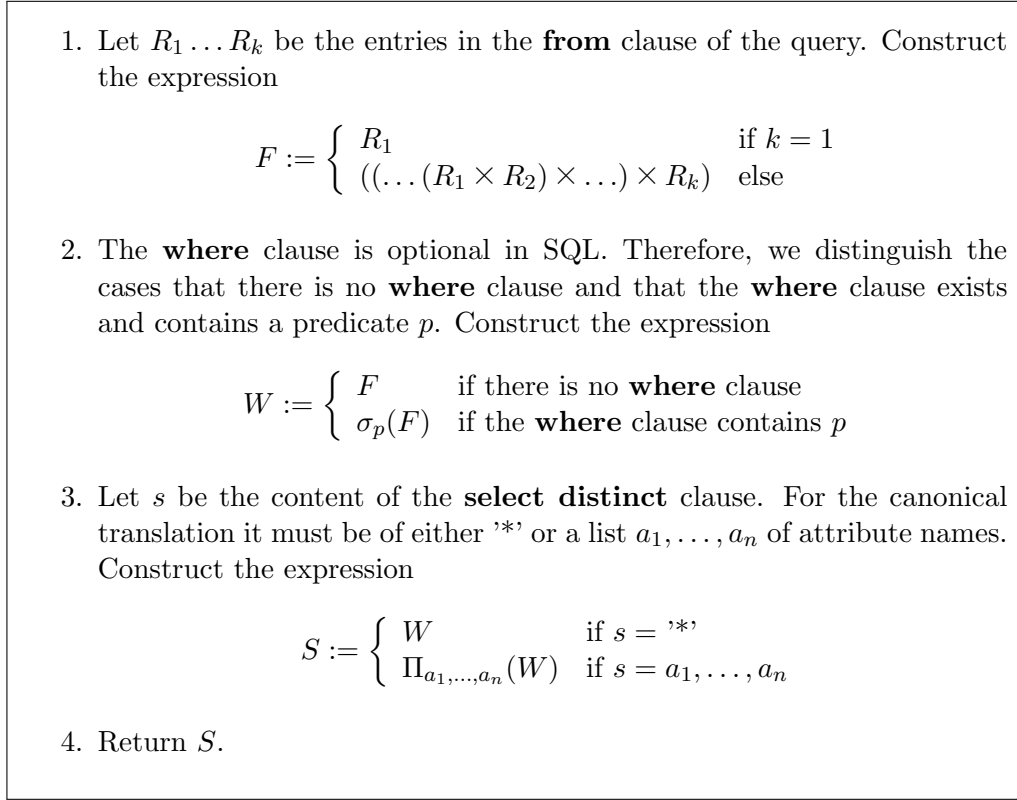 1. Let R₁ … Rₖ be the entries in the from clause of the query. Construct
the expression
F := { R₁ if k = 1
((… (R₁ × R₂) × …) × Rₖ) else
2. The where clause is optional in SQL. Therefore, we distinguish the
cases that there is no where clause and that the where clause exists
and contains a predicate p. Construct the expression
W := { F if there is no where clause
σₚ(F) if the where clause contains p
3. Let s be the content of the select distinct clause. For the canonical
translation it must be of either ’*’ or a list a₁, … , aₙ of attribute names.
Construct the expression
S := { W if s = ’*’
Π_{a₁,...,aₙ}(W) if s = a₁, … , aₙ
4. Return S.